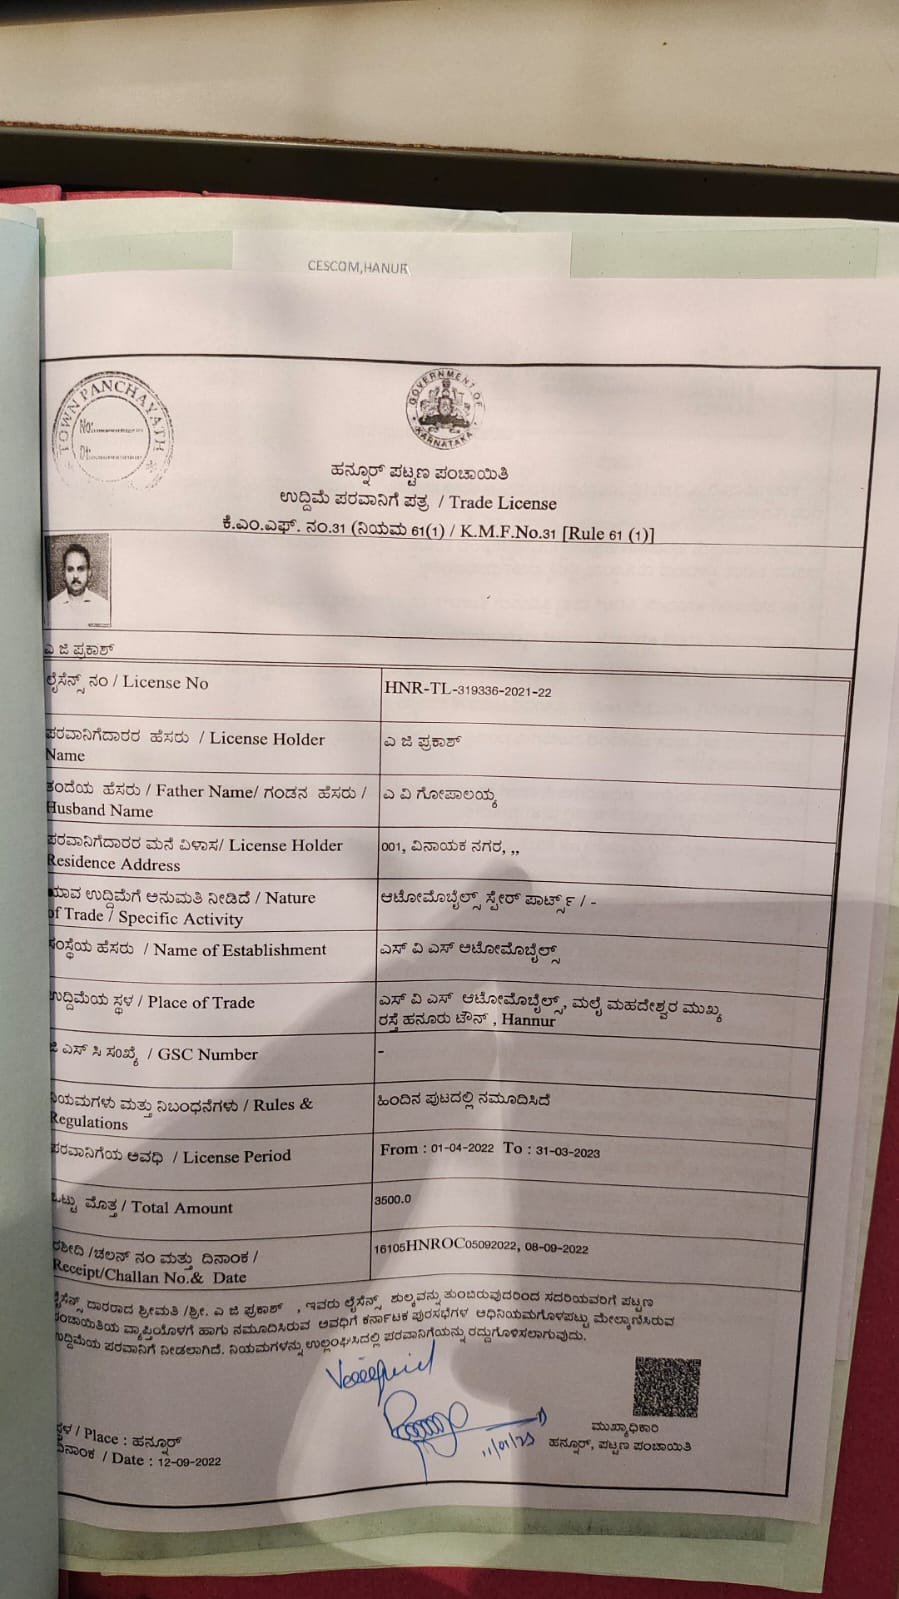 CESCOM,HANUR
TOWN PANCHAYATH
No:
Dt:
GOVERNMENT OF KARNATAKA
ಹನ್ನೂರ್ ಪಟ್ಟಣ ಪಂಚಾಯಿತಿ
ಉದ್ದಿಮೆ ಪರವಾನಿಗೆ ಪತ್ರ / Trade License
ಕೆ.ಎಂ.ಎಫ್. ನಂ.31 (ನಿಯಮ 61(1) / K.M.F.No.31 [Rule 61 (1)]
ಎ ಜಿ ಪ್ರಕಾಶ್
ಲೈಸೆನ್ಸ್ ನಂ / License No
HNR-TL-319336-2021-22
ಪರವಾನಿಗೆದಾರರ ಹೆಸರು / License Holder
Name
ಎ ಜಿ ಪ್ರಕಾಶ್
ತಂದೆಯ ಹೆಸರು / Father Name/ ಗಂಡನ ಹೆಸರು /
Husband Name
ಎ ವಿ ಗೋಪಾಲಯ್ಯ
ಪರವಾನಿಗೆದಾರರ ಮನೆ ವಿಳಾಸ/ License Holder
Residence Address
001, ವಿನಾಯಕ ನಗರ, ,,
ಯಾವ ಉದ್ದಿಮೆಗೆ ಅನುಮತಿ ನೀಡಿದೆ / Nature
of Trade / Specific Activity
ಆಟೋಮೊಬೈಲ್ಸ್ ಸ್ಪೇರ್ ಪಾರ್ಟ್ಸ್ / -
ಸಂಸ್ಥೆಯ ಹೆಸರು / Name of Establishment
ಎಸ್ ವಿ ಎಸ್ ಆಟೋಮೊಬೈಲ್ಸ್
ಉದ್ದಿಮೆಯ ಸ್ಥಳ / Place of Trade
ಎಸ್ ವಿ ಎಸ್ ಆಟೋಮೊಬೈಲ್ಸ್, ಮಲೈ ಮಹದೇಶ್ವರ ಮುಖ್ಯ
ರಸ್ತೆ ಹನೂರು ಟೌನ್ , Hannur
ಜಿ ಎಸ್ ಸಿ ಸಂಖ್ಯೆ / GSC Number
-
ನಿಯಮಗಳು ಮತ್ತು ನಿಬಂಧನೆಗಳು / Rules &
Regulations
ಹಿಂದಿನ ಪುಟದಲ್ಲಿ ನಮೂದಿಸಿದೆ
ಪರವಾನಿಗೆಯ ಅವಧಿ / License Period
From : 01-04-2022 To : 31-03-2023
ಒಟ್ಟು ಮೊತ್ತ / Total Amount
3500.0
ರಶೀದಿ /ಚಲನ್ ನಂ ಮತ್ತು ದಿನಾಂಕ /
Receipt/Challan No.& Date
16105HNROC05092022, 08-09-2022
ಲೈಸೆನ್ಸ್ ದಾರರಾದ ಶ್ರೀಮತಿ /ಶ್ರೀ. ಎ ಜಿ ಪ್ರಕಾಶ್ , ಇವರು ಲೈಸೆನ್ಸ್ ಶುಲ್ಕವನ್ನು ತುಂಬಿರುವುದರಿಂದ ಸದರಿಯವರಿಗೆ ಪಟ್ಟಣ
ಪಂಚಾಯಿತಿಯ ವ್ಯಾಪ್ತಿಯೊಳಗೆ ಹಾಗು ನಮೂದಿಸಿರುವ ಅವಧಿಗೆ ಕರ್ನಾಟಕ ಪುರಸಭೆಗಳ ಅಧಿನಿಯಮಗೊಳಪಟ್ಟು ಮೇಲ್ಕಾಣಿಸಿರುವ
ಉದ್ದಿಮೆಯ ಪರವಾನಿಗೆ ನೀಡಲಾಗಿದೆ. ನಿಯಮಗಳನ್ನು ಉಲ್ಲಂಘಿಸಿದಲ್ಲಿ ಪರವಾನಿಗೆಯನ್ನು ರದ್ದುಗೊಳಿಸಲಾಗುವುದು.
11/01/23
ಮುಖ್ಯಾಧಿಕಾರಿ
ಹನ್ನೂರ್, ಪಟ್ಟಣ ಪಂಚಾಯಿತಿ
ಸ್ಥಳ / Place : ಹನ್ನೂರ್
ದಿನಾಂಕ / Date : 12-09-2022